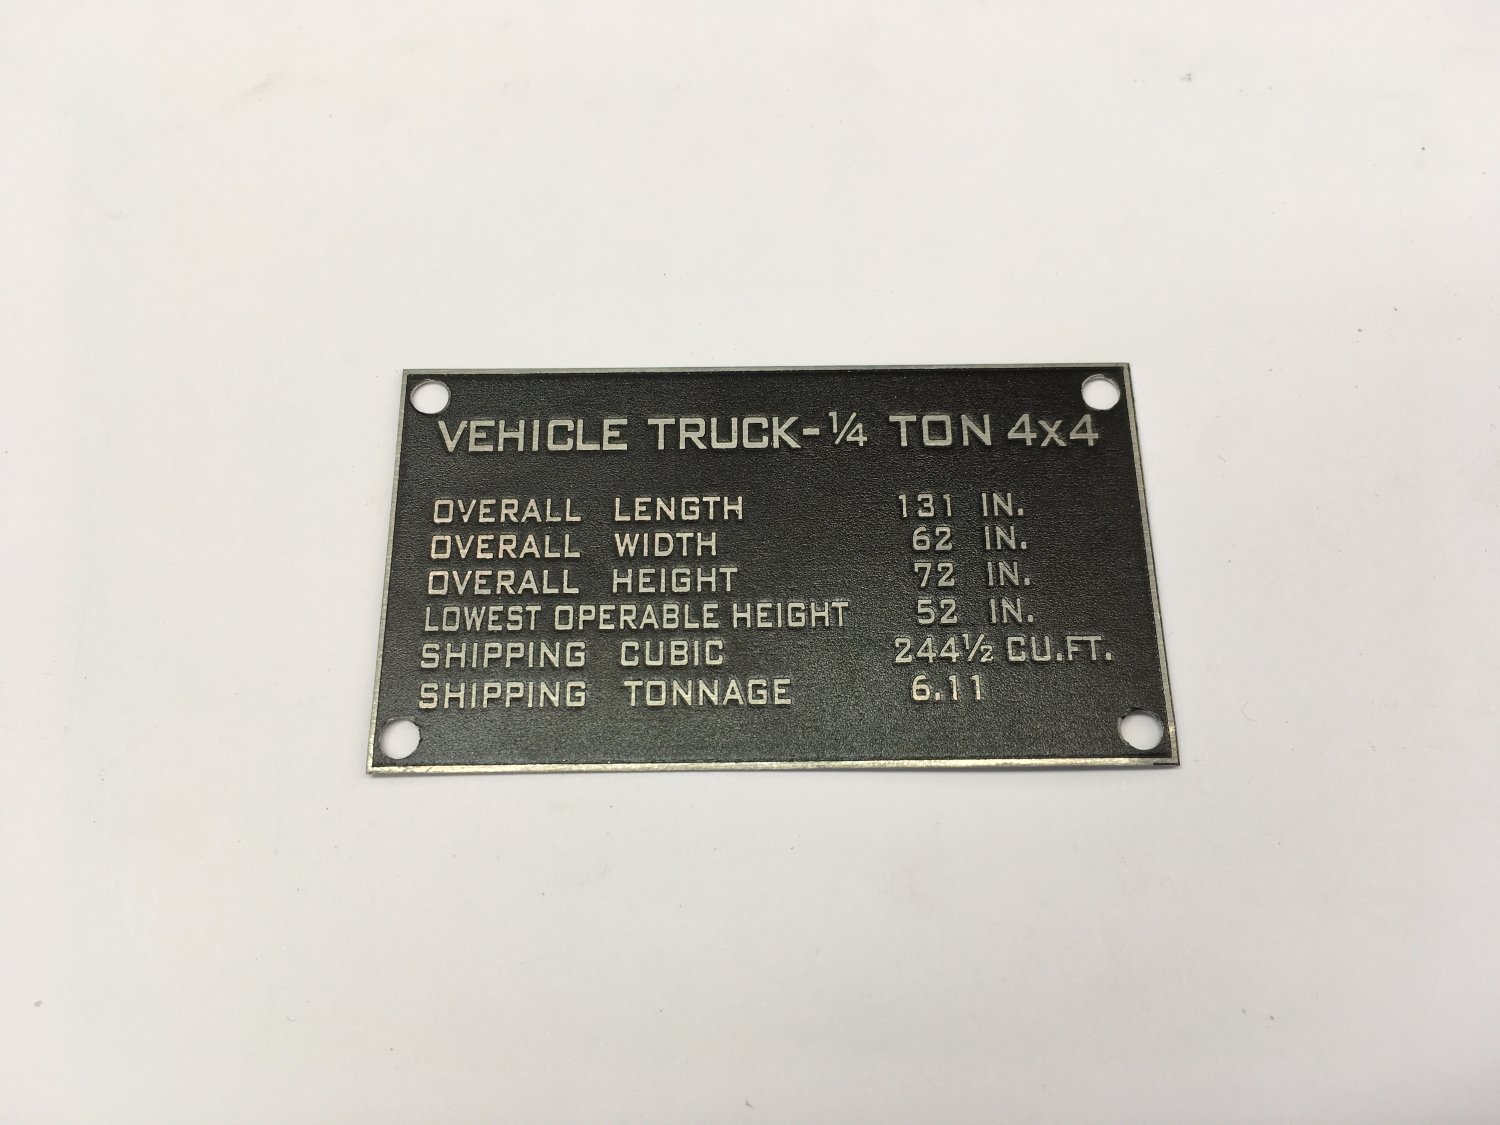 VEHICLE TRUCK-¼ TON 4x4
OVERALL LENGTH 131 IN.
OVERALL WIDTH 62 IN.
OVERALL HEIGHT 72 IN.
LOWEST OPERABLE HEIGHT 52 IN.
SHIPPING CUBIC 244½ CU.FT.
SHIPPING TONNAGE 6.11